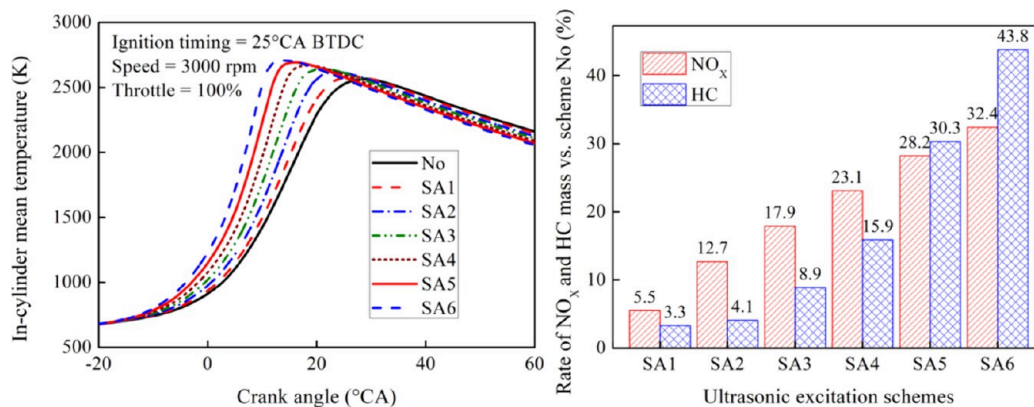 In-cylinder mean temperature (K)
3000
2500
2000
1500
1000
500
Ignition timing = 25°CA BTDC
Speed = 3000 rpm
Throttle = 100%
No
SA1
SA2
SA3
SA4
SA5
SA6
-20
0
20
40
60
Crank angle (°CA)
Rate of NOX and HC mass vs. scheme No (%)
40
30
20
10
0
NOX
HC
5.5
3.3
12.7
4.1
17.9
8.9
23.1
15.9
28.2
30.3
32.4
43.8
SA1
SA2
SA3
SA4
SA5
SA6
Ultrasonic excitation schemes